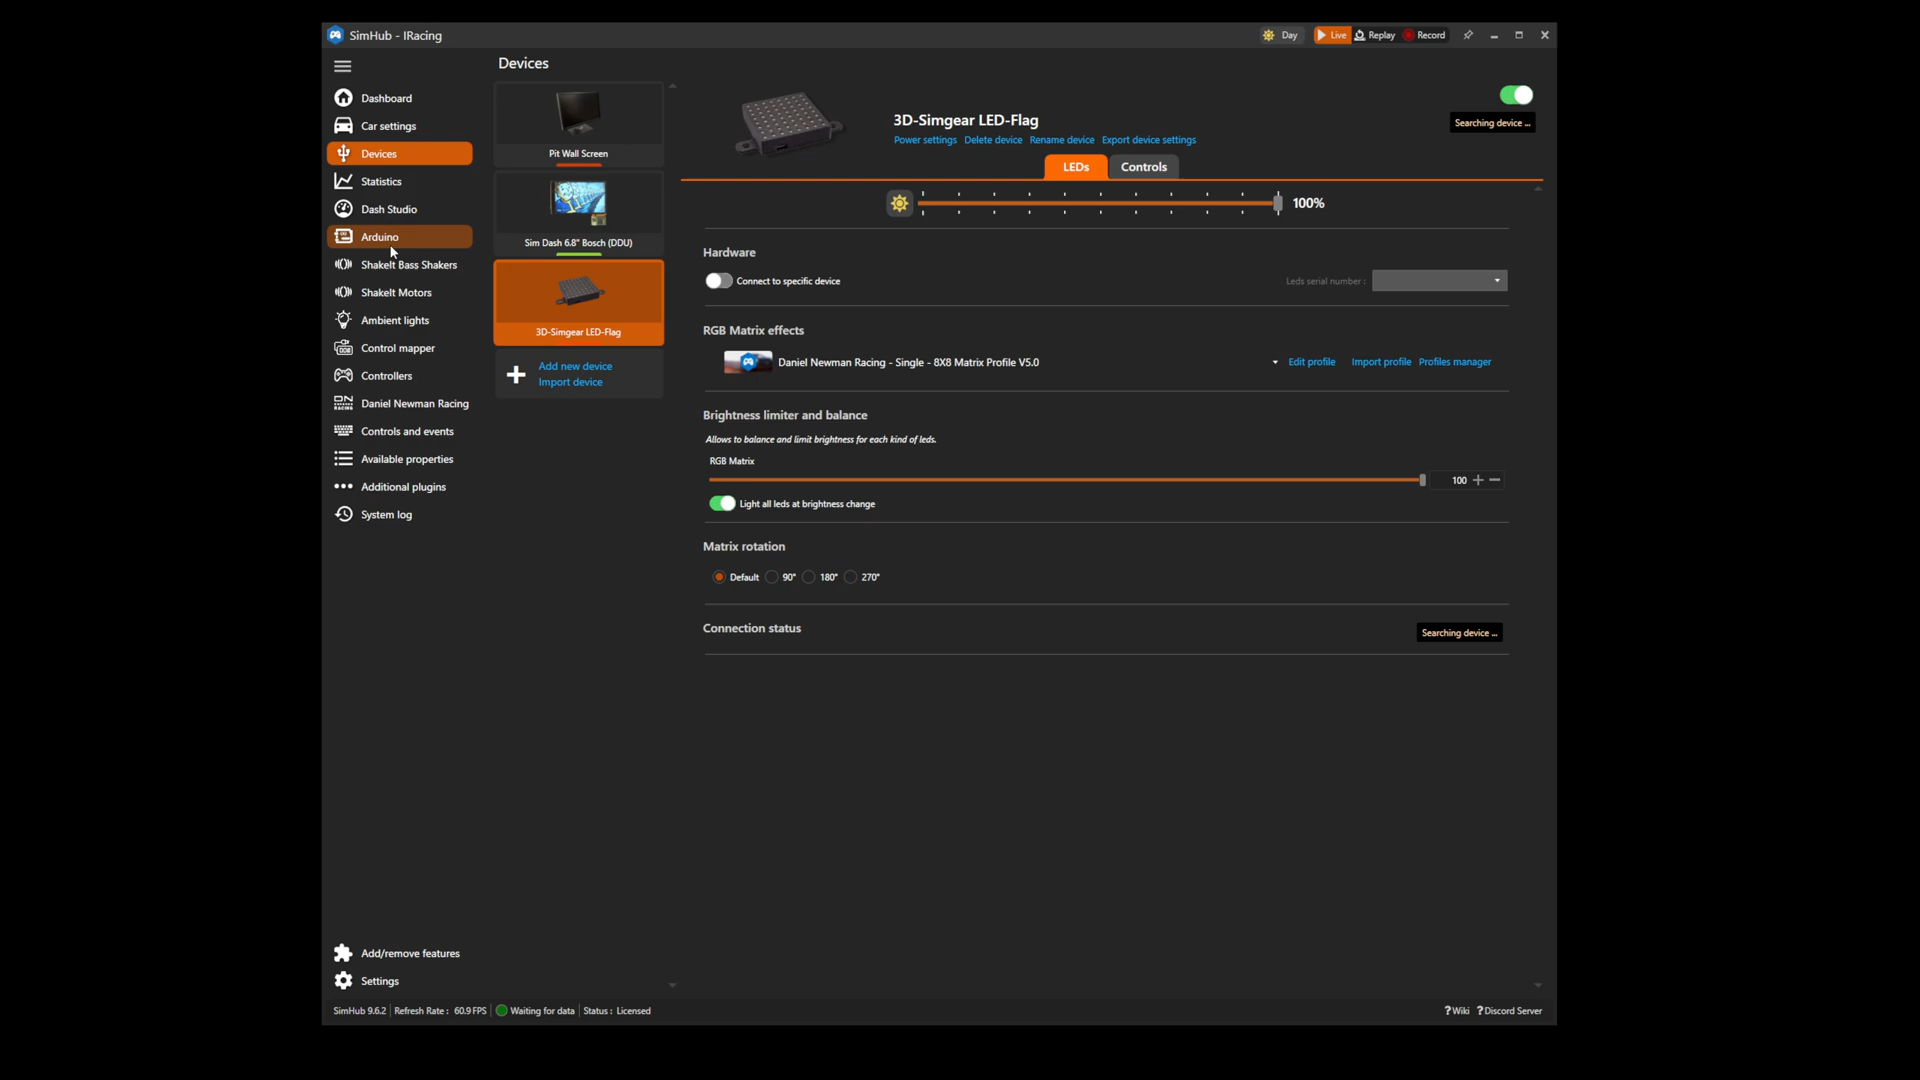 SimHub - IRacing
Day
Live
Replay
Record
Dashboard
Car settings
Devices
Statistics
Dash Studio
Arduino
ShakeIt Bass Shakers
ShakeIt Motors
Ambient lights
Control mapper
Controllers
Daniel Newman Racing
Controls and events
Available properties
Additional plugins
System log
Add/remove features
Settings
Devices
Pit Wall Screen
Sim Dash 6.8" Bosch (DDU)
3D-Simgear LED-Flag
Add new device
Import device
3D-Simgear LED-Flag
Power settings Delete device Rename device Export device settings
Searching device ...
LEDs
Controls
100%
Hardware
Connect to specific device
Leds serial number :
RGB Matrix effects
Daniel Newman Racing - Single - 8X8 Matrix Profile V5.0
Edit profile Import profile Profiles manager
Brightness limiter and balance
Allows to balance and limit brightness for each kind of leds.
RGB Matrix
100
Light all leds at brightness change
Matrix rotation
Default 90° 180° 270°
Connection status
Searching device ...
SimHub 9.6.2 Refresh Rate : 60.9 FPS Waiting for data Status : Licensed
?Wiki ?Discord Server